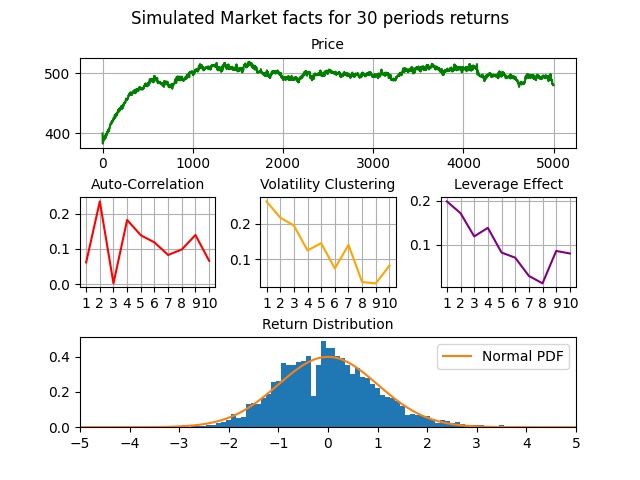 Simulated Market facts for 30 periods returns
Price
500
400
0 1000 2000 3000 4000 5000
Auto-Correlation Volatility Clustering Leverage Effect
0.2 0.2 0.2
0.1 0.1 0.1
0.0
1 2 3 4 5 6 7 8 9 10 1 2 3 4 5 6 7 8 9 10 1 2 3 4 5 6 7 8 9 10
Return Distribution
0.4 Normal PDF
0.2
0.0
−5 −4 −3 −2 −1 0 1 2 3 4 5